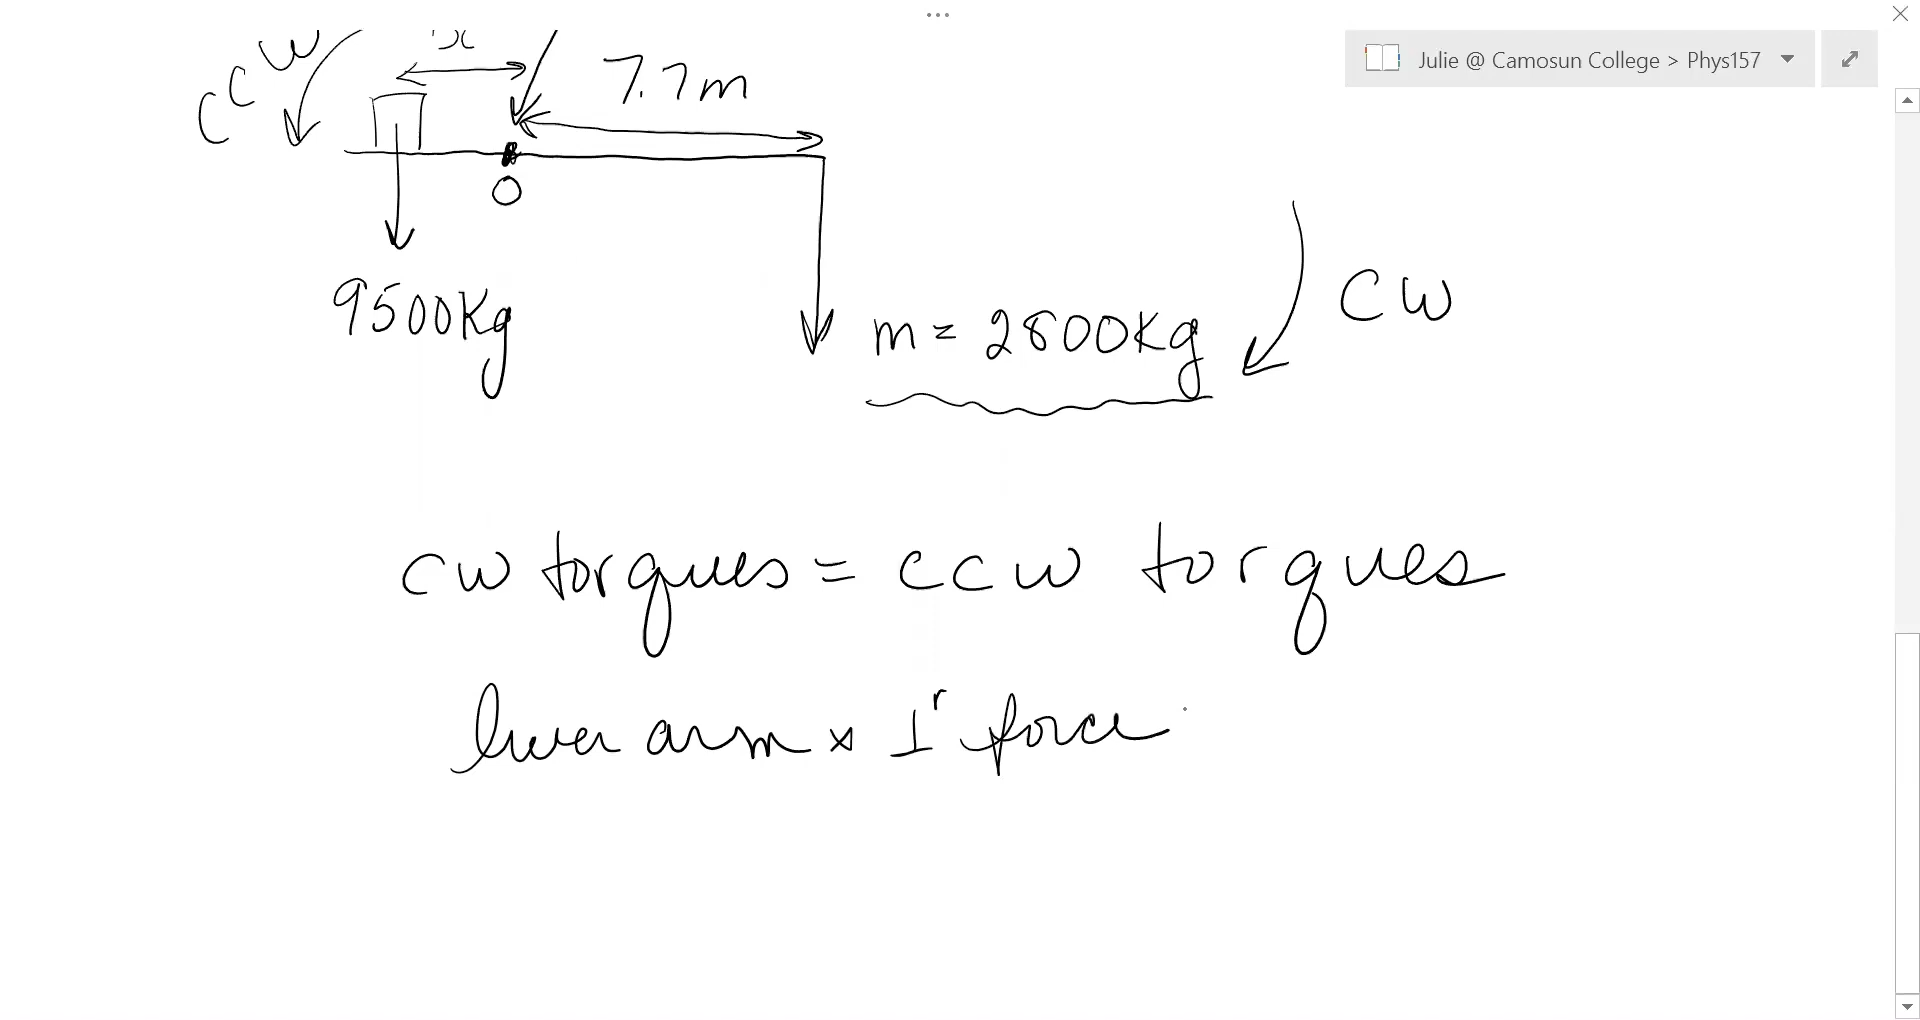 Julie @ Camosun College > Phys157
ccw
x
7.7m
O
9500kg
m = 2800kg
cw
cw torques = ccw torques
lever arm x ⊥r force